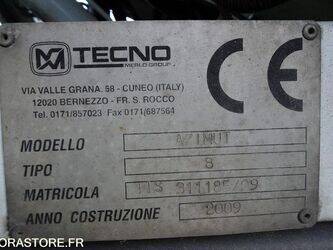 TECNO
MERLO GROUP
CE
VIA VALLE GRANA. 58 - CUNEO (ITALY)
12020 BERNEZZO - FR. S. ROCCO
Tel. 0171/857023 Fax 0171/687564
MODELLO AZIMUT
TIPO 8
MATRICOLA
ANNO COSTRUZIONE 2009
ORASTORE.FR